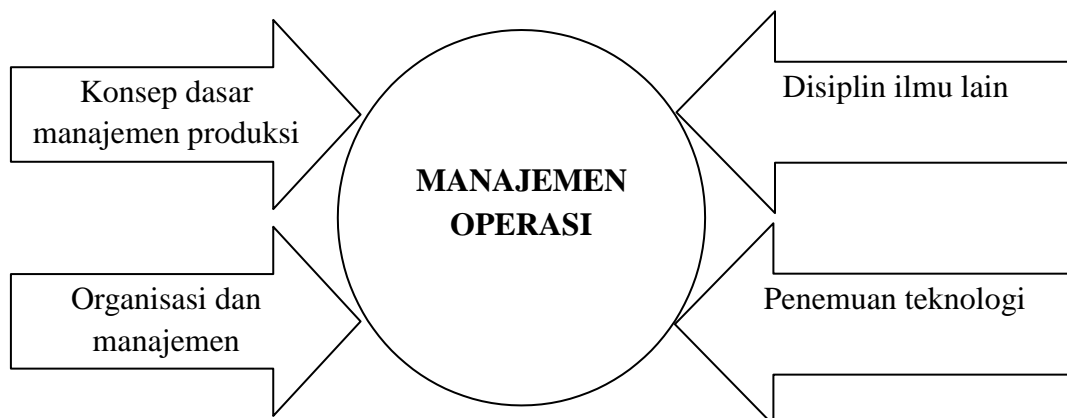 Konsep dasar
manajemen produksi
Disiplin ilmu lain
MANAJEMEN
OPERASI
Organisasi dan
manajemen
Penemuan teknologi